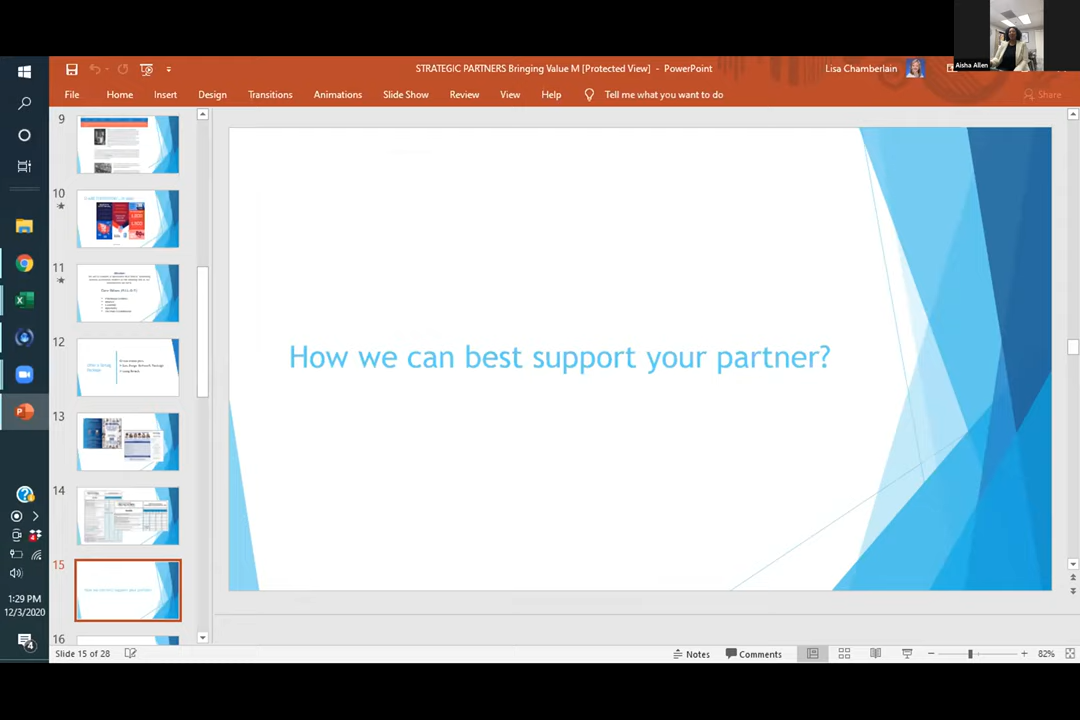 Aisha Allen
STRATEGIC PARTNERS Bringing Value M [Protected View] - PowerPoint
Lisa Chamberlain
File Home Insert Design Transitions Animations Slide Show Review View Help Tell me what you want to do
Share
9
10
11
12
13
14
15
16
How we can best support your partner?
1:29 PM
12/3/2020
4
Slide 15 of 28
Notes
Comments
82%